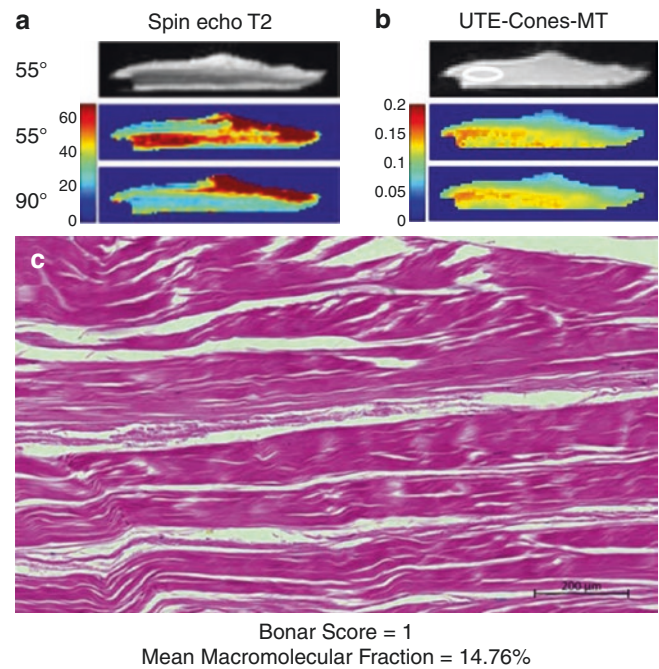 a Spin echo T2
b UTE-Cones-MT
55°
55°
90°
60
40
20
0
0.2
0.15
0.1
0.05
0
c
200 µm
Bonar Score = 1
Mean Macromolecular Fraction = 14.76%